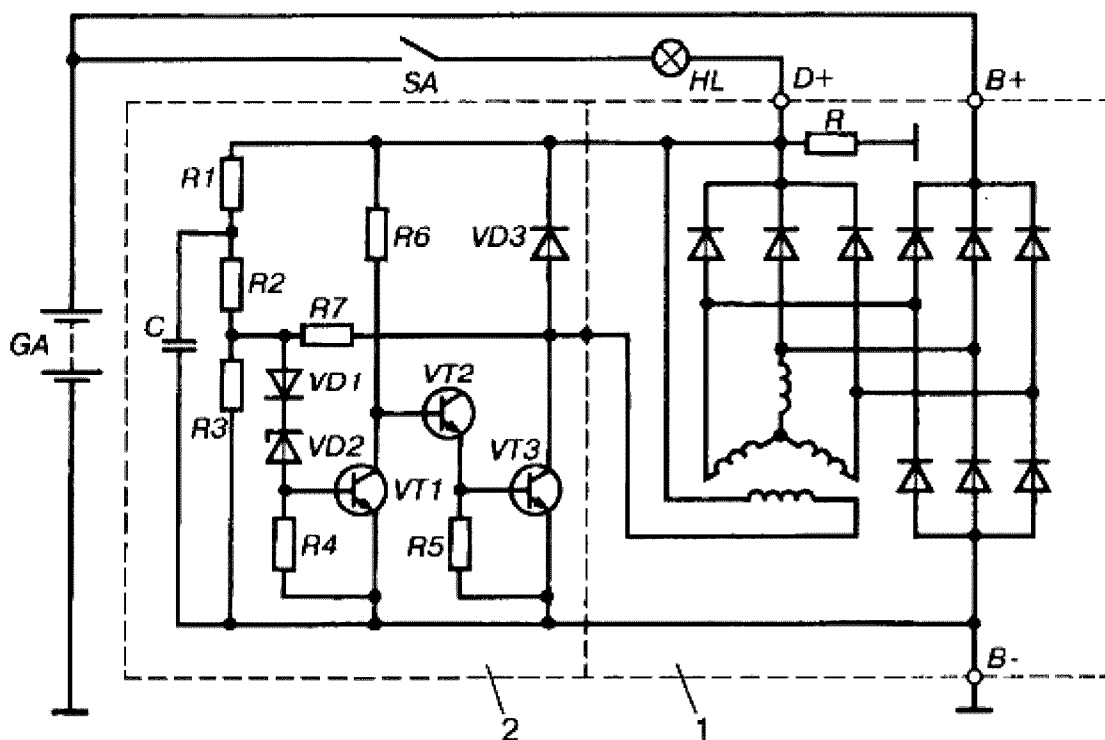 SA
HL
D+
B+
R
R1
R6
VD3
R2
R7
C
GA
VD1
VT2
R3
VD2
VT3
VT1
R4
R5
B-
2
1